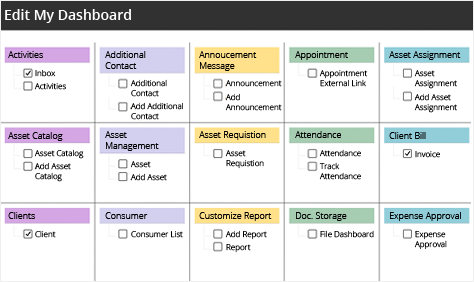 Edit My Dashboard
Activities
Inbox
Activities
Additional
Contact
Additional
Contact
Add Additional
Contact
Annoucement
Message
Announcement
Add
Announcement
Appointment
Appointment
External Link
Asset Assignment
Asset
Assignment
Add Asset
Assignment
Asset Catalog
Asset Catalog
Add Asset
Catalog
Asset
Management
Asset
Add Asset
Asset Requistion
Asset
Requistion
Attendance
Attendance
Track
Attendance
Client Bill
Invoice
Clients
Client
Consumer
Consumer List
Customize Report
Add Report
Report
Doc. Storage
File Dashboard
Expense Approval
Expense
Approval